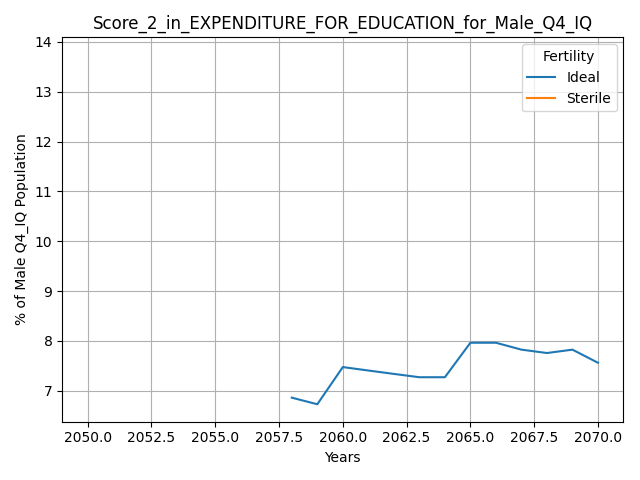 Score_2_in_EXPENDITURE_FOR_EDUCATION_for_Male_Q4_IQ
14
13
12
11
10
9
8
7
% of Male Q4_IQ Population
Fertility
Ideal
Sterile
2050.0 2052.5 2055.0 2057.5 2060.0 2062.5 2065.0 2067.5 2070.0
Years